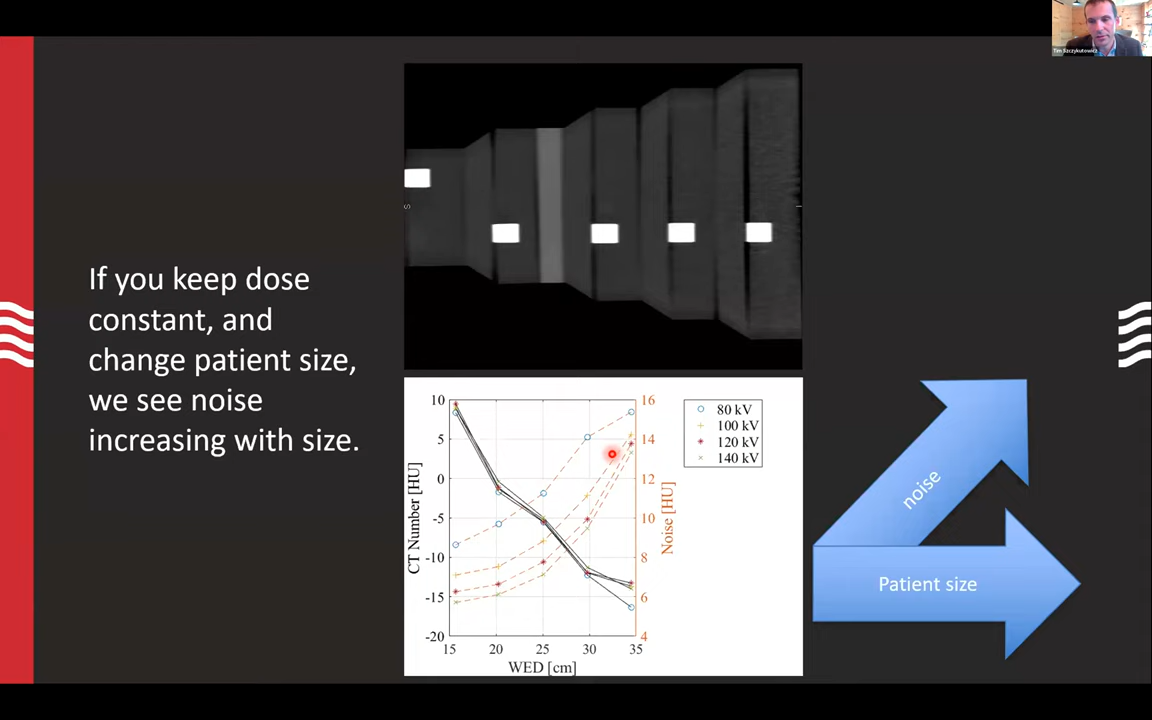 Tim Szczykutowicz
If you keep dose
constant, and
change patient size,
we see noise
increasing with size.
S
10
5
0
-5
-10
-15
-20
CT Number [HU]
15
20
25
30
35
WED [cm]
16
14
12
10
8
6
4
Noise [HU]
80 kV
100 kV
120 kV
140 kV
noise
Patient size